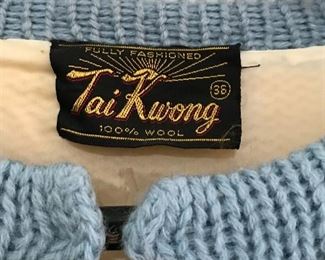 FULLY FASHIONED
Tai Kwong 36
100% WOOL